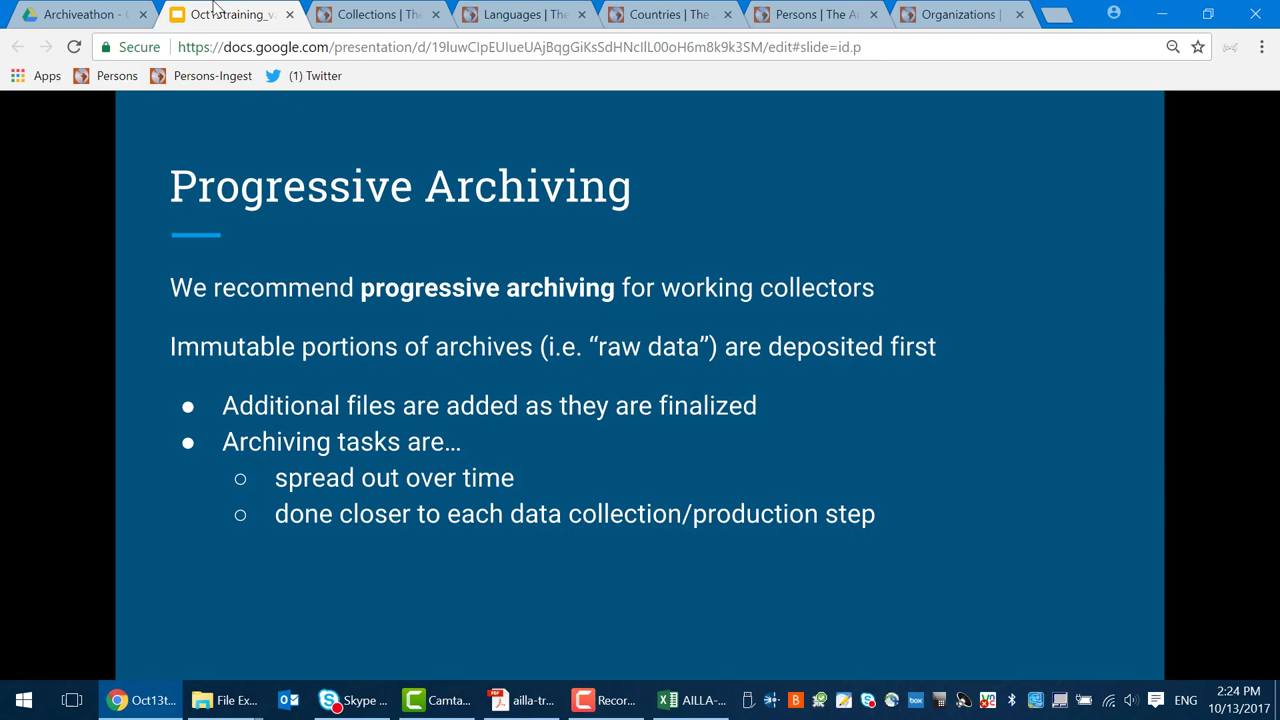 Archiveathon - G
Oct13training_v
Collections | The
Languages | The
Countries | The
Persons | The A
Organizations |
Secure
https://docs.google.com/presentation/d/19luwCIpEUIueUAjBqgGiKsSdHNcIlL00oH6m8k9k3SM/edit#slide=id.p
Apps
Persons
Persons-Ingest
(1) Twitter
Progressive Archiving
We recommend progressive archiving for working collectors
Immutable portions of archives (i.e. “raw data”) are deposited first
● Additional files are added as they are finalized
● Archiving tasks are…
○ spread out over time
○ done closer to each data collection/production step
Oct13t...
File Ex...
Skype ...
Camta...
ailla-tr...
Recor...
AILLA-...
ENG
2:24 PM
10/13/2017